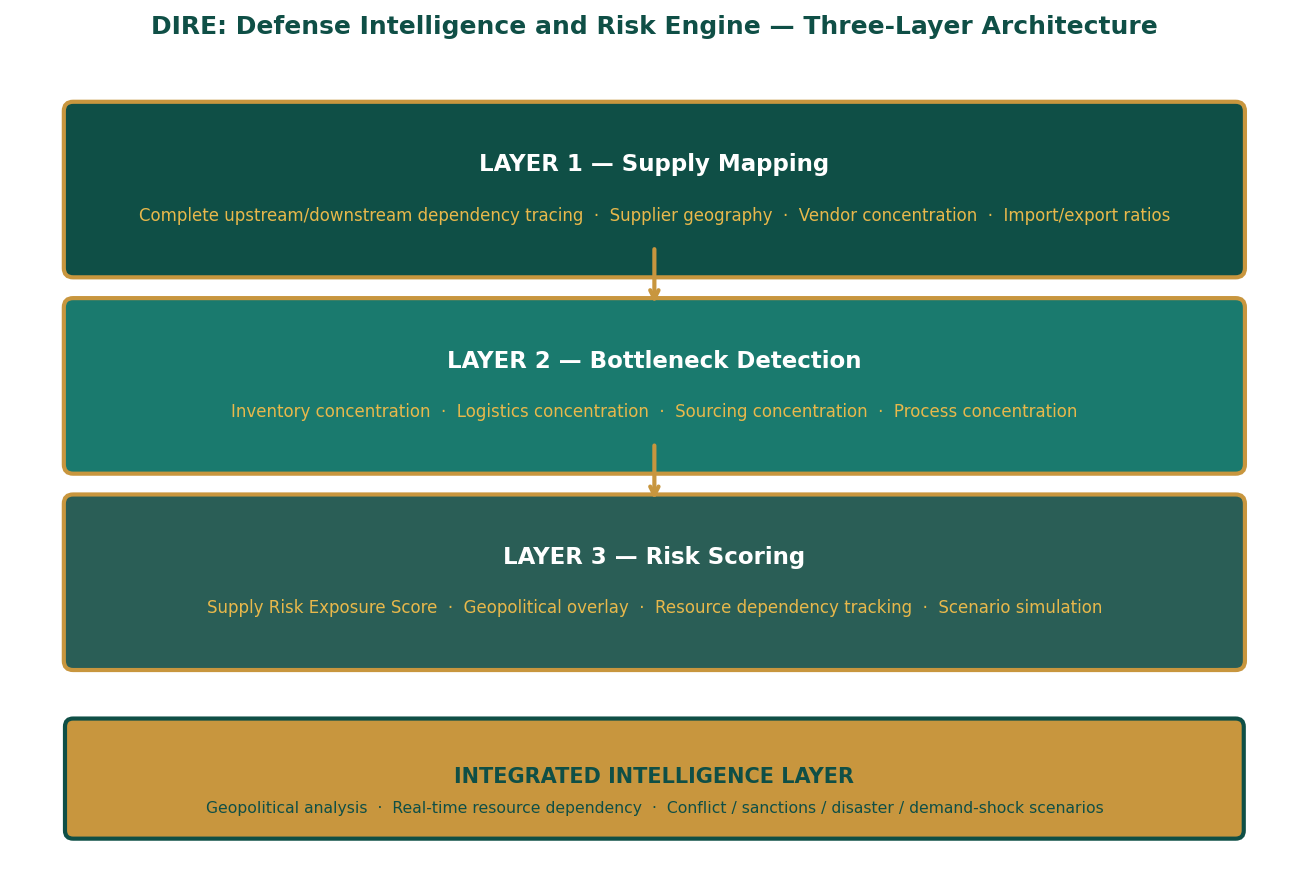 DIRE: Defense Intelligence and Risk Engine — Three-Layer Architecture
LAYER 1 — Supply Mapping
Complete upstream/downstream dependency tracing · Supplier geography · Vendor concentration · Import/export ratios
LAYER 2 — Bottleneck Detection
Inventory concentration · Logistics concentration · Sourcing concentration · Process concentration
LAYER 3 — Risk Scoring
Supply Risk Exposure Score · Geopolitical overlay · Resource dependency tracking · Scenario simulation
INTEGRATED INTELLIGENCE LAYER
Geopolitical analysis · Real-time resource dependency · Conflict / sanctions / disaster / demand-shock scenarios